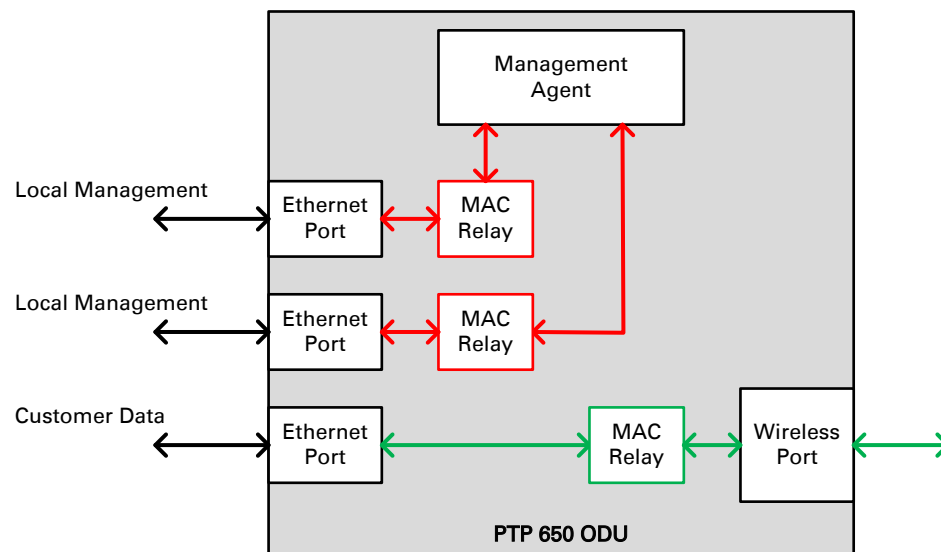 Management
Agent
Local Management
Ethernet
Port
MAC
Relay
Local Management
Ethernet
Port
MAC
Relay
Customer Data
Ethernet
Port
MAC
Relay
Wireless
Port
PTP 650 ODU